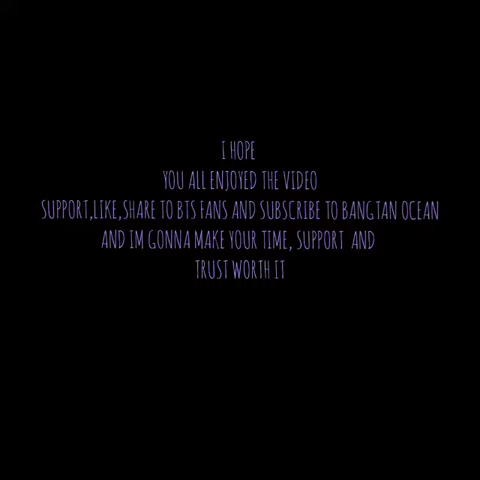 I HOPE
YOU ALL ENJOYED THE VIDEO
SUPPORT,LIKE,SHARE TO BTS FANS AND SUBSCRIBE TO BANGTAN OCEAN
AND IM GONNA MAKE YOUR TIME, SUPPORT AND
TRUST WORTH IT